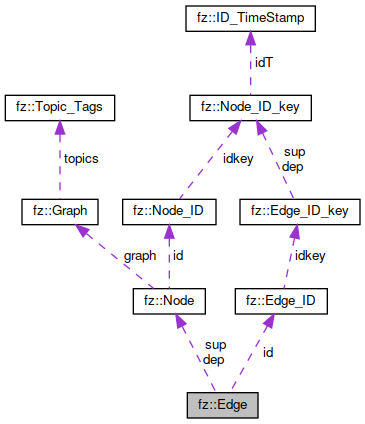 fz::ID_TimeStamp
idT
fz::Topic_Tags
fz::Node_ID_key
topics
idkey
sup
dep
fz::Graph
fz::Node_ID
fz::Edge_ID_key
graph
id
idkey
fz::Node
fz::Edge_ID
sup
dep
id
fz::Edge